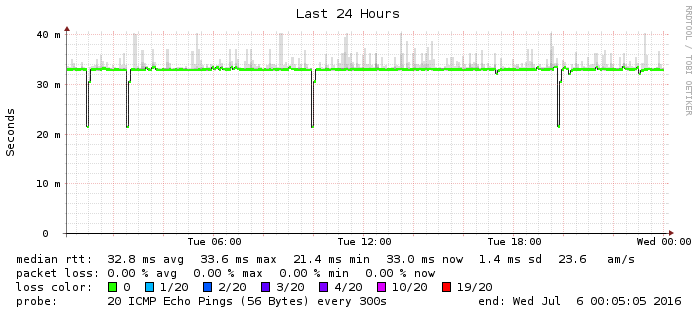 Last 24 Hours
RRDTOOL / TOBI OETIKER
Seconds
40 m
30 m
20 m
10 m
0
Tue 06:00 Tue 12:00 Tue 18:00 Wed 00:00
median rtt: 32.8 ms avg 33.6 ms max 21.4 ms min 33.0 ms now 1.4 ms sd 23.6 am/s
packet loss: 0.00 % avg 0.00 % max 0.00 % min 0.00 % now
loss color: 0 1/20 2/20 3/20 4/20 10/20 19/20
probe: 20 ICMP Echo Pings (56 Bytes) every 300s end: Wed Jul 6 00:05:05 2016